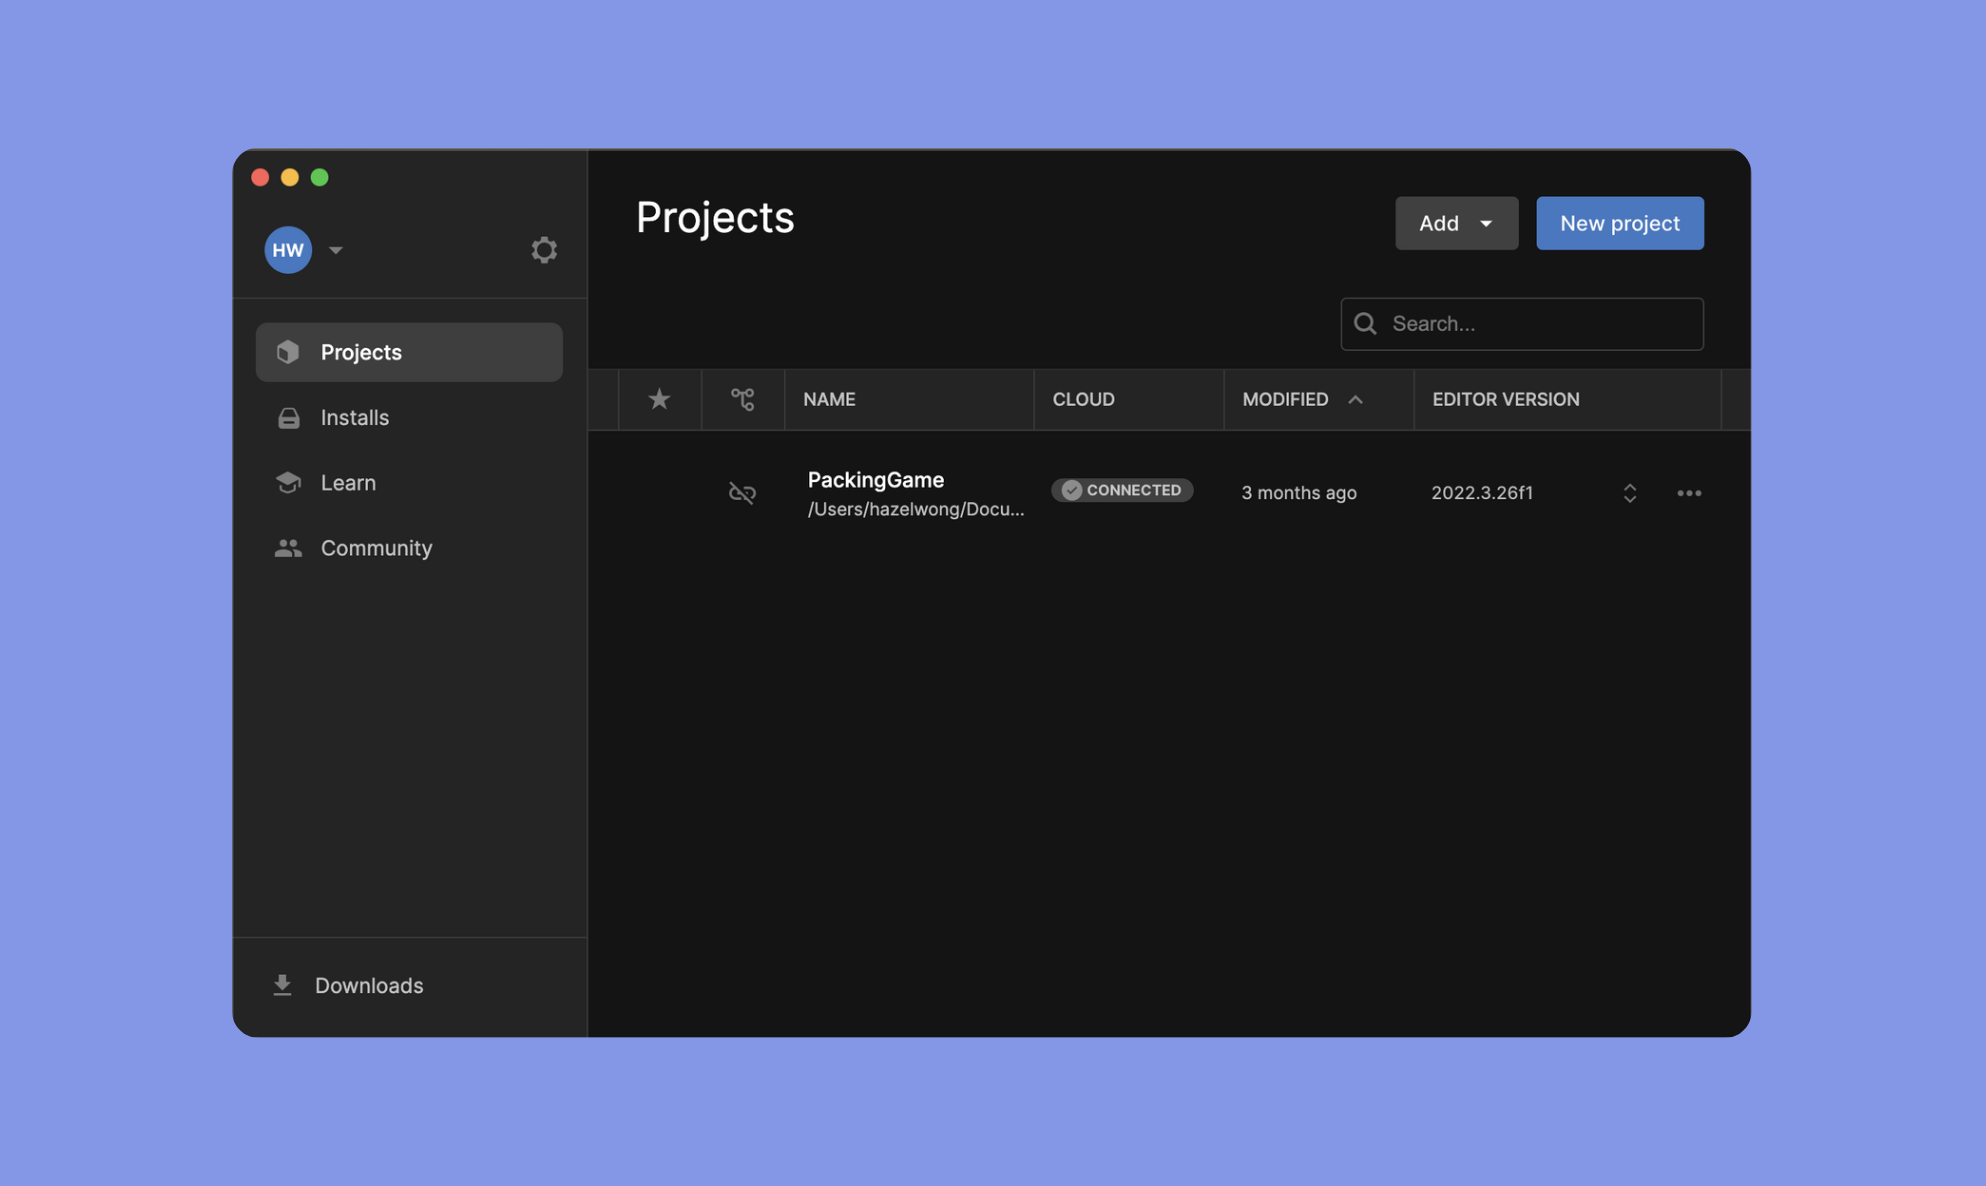 HW
Projects
Installs
Learn
Community
Downloads
Projects
Add
New project
Search...
NAME
CLOUD
MODIFIED
EDITOR VERSION
PackingGame
/Users/hazelwong/Docu...
CONNECTED
3 months ago
2022.3.26f1